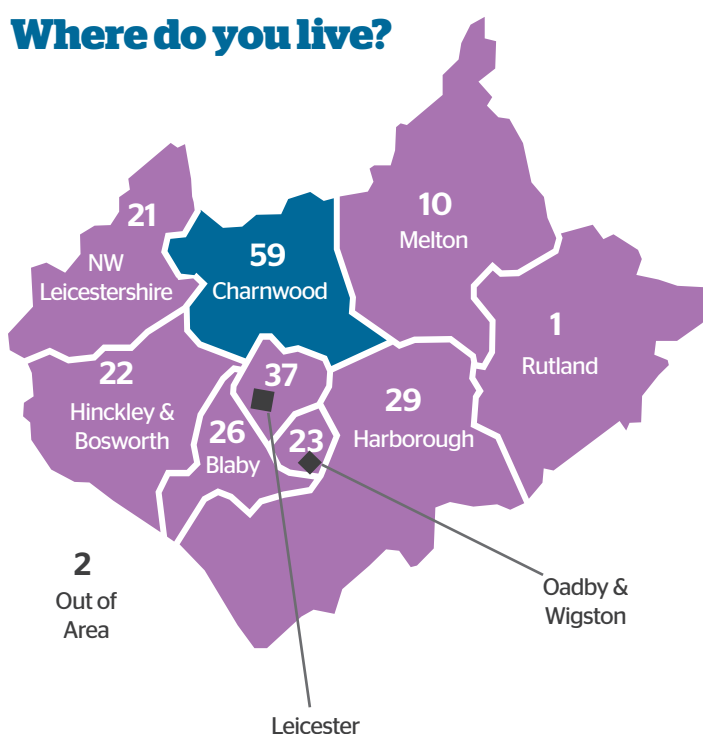 Where do you live?
21
NW
Leicestershire
59
Charnwood
10
Melton
1
Rutland
22
Hinckley &
Bosworth
37
26
Blaby
23
29
Harborough
2
Out of
Area
Oadby &
Wigston
Leicester